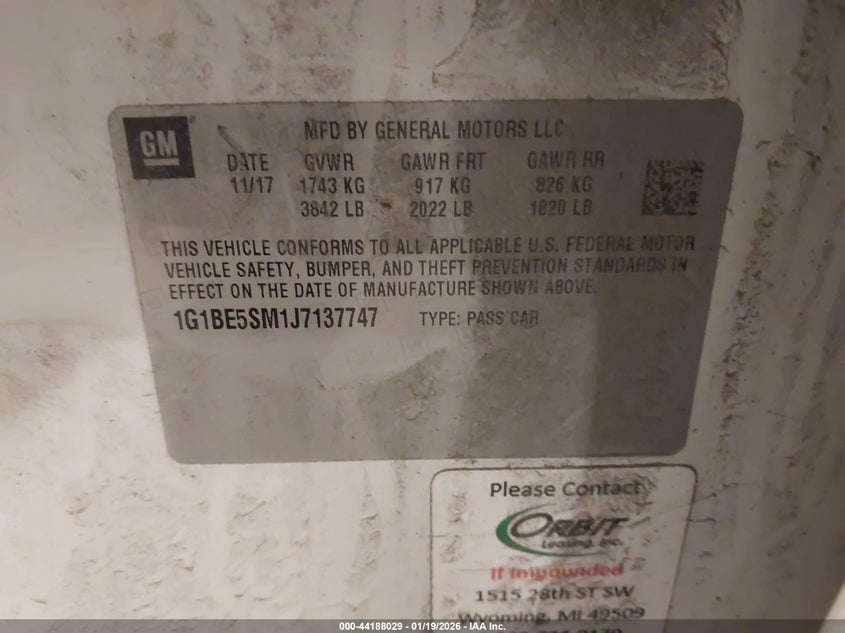 GM
MFD BY GENERAL MOTORS LLC
DATE GVWR GAWR FRT GAWR RR
11/17 1743 KG 917 KG 826 KG
3842 LB 2022 LB 1820 LB
THIS VEHICLE CONFORMS TO ALL APPLICABLE U.S. FEDERAL MOTOR
VEHICLE SAFETY, BUMPER, AND THEFT PREVENTION STANDARDS IN
EFFECT ON THE DATE OF MANUFACTURE SHOWN ABOVE.
1G1BE5SM1J7137747 TYPE: PASS CAR
Please Contact
ORBIT
Leasing, Inc.
If Impounded
1515 28th ST SW
Wyoming, MI 49509
000-44188029 - 01/19/2026 - IAA Inc.